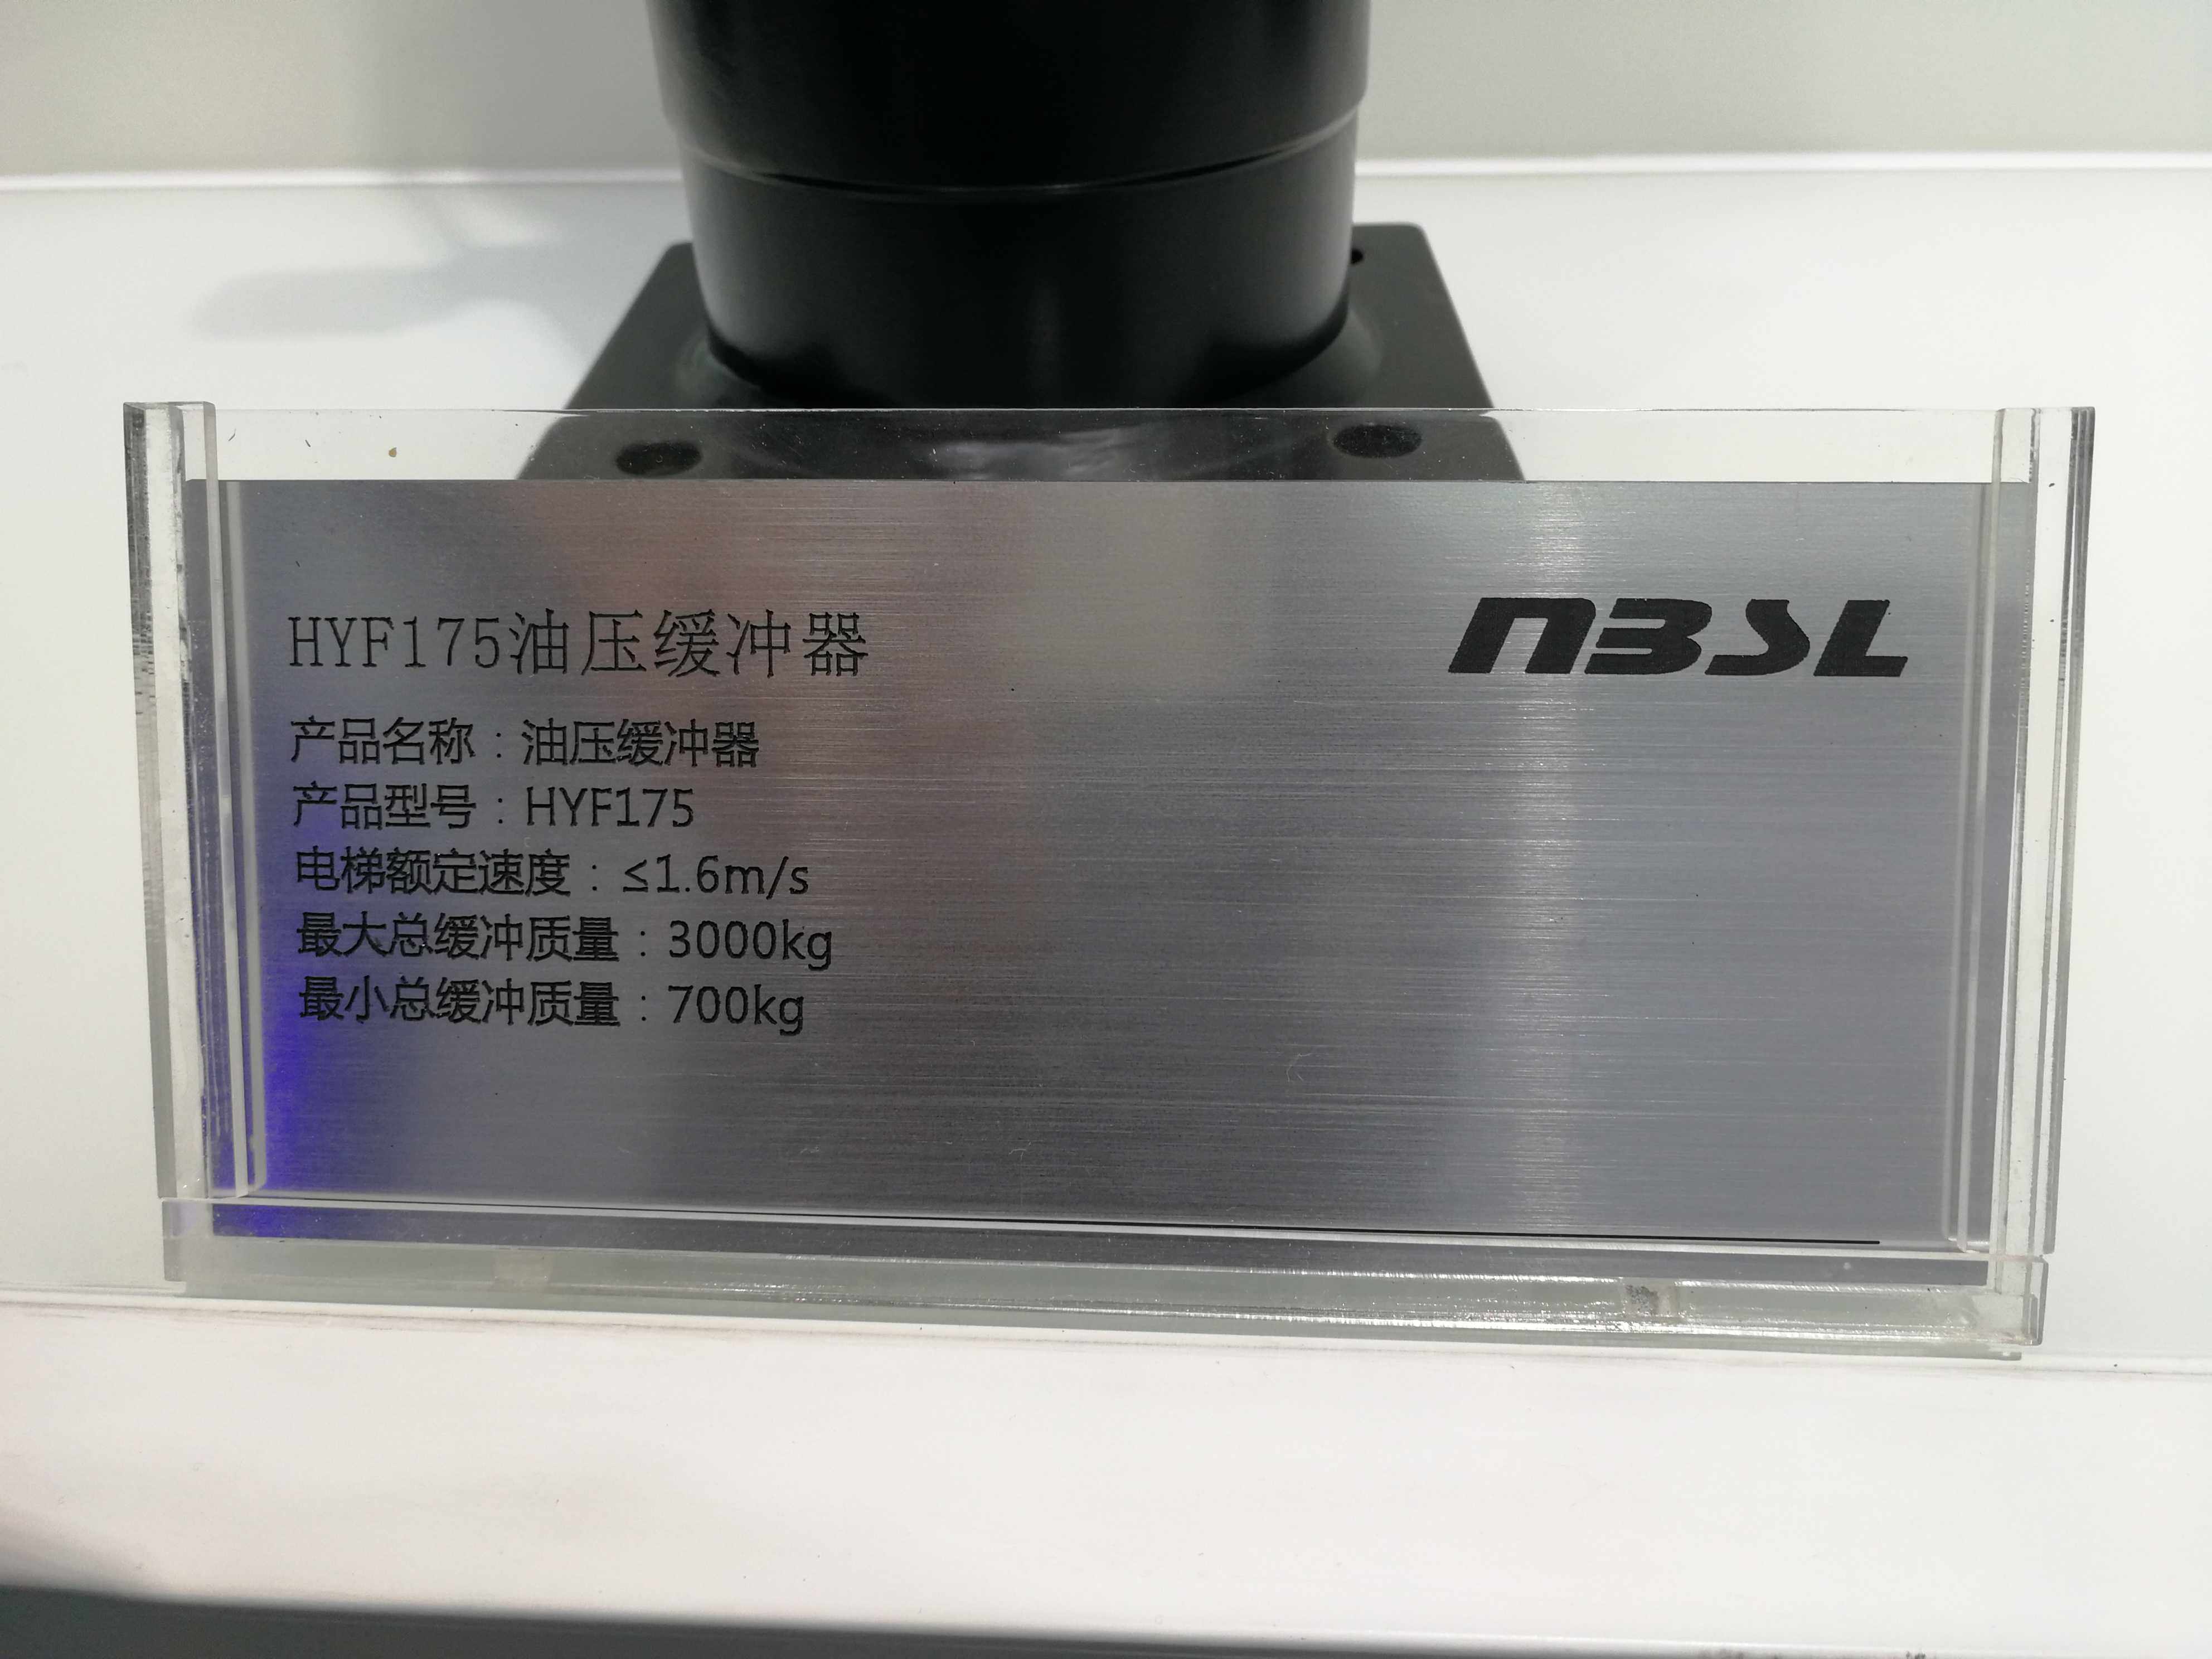 HYF175油压缓冲器
NBSL
产品名称：油压缓冲器
产品型号：HYF175
电梯额定速度：≤1.6m/s
最大总缓冲质量：3000kg
最小总缓冲质量：700kg